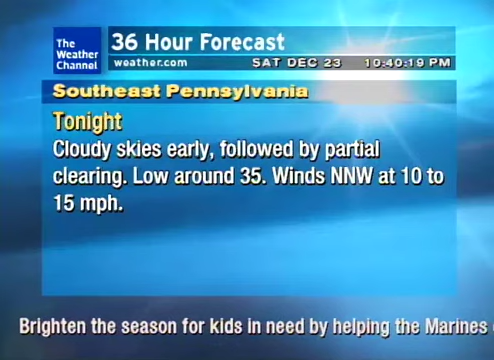 The
Weather
Channel
36 Hour Forecast
weather.com SAT DEC 23 10:40:19 PM
Southeast Pennsylvania
Tonight
Cloudy skies early, followed by partial
clearing. Low around 35. Winds NNW at 10 to
15 mph.
Brighten the season for kids in need by helping the Marines